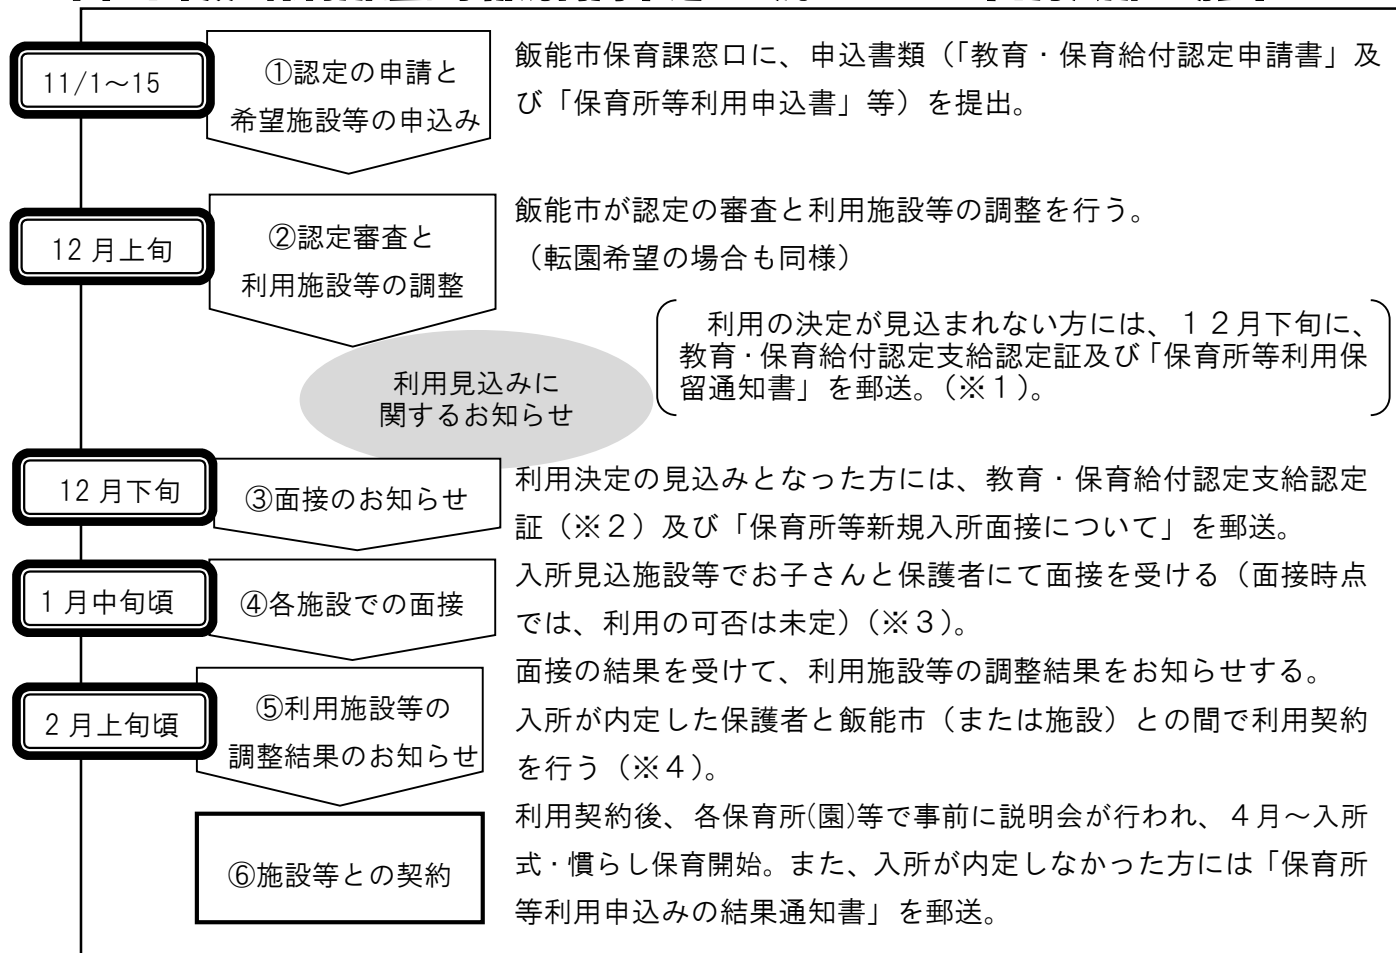 11/1～15
①認定の申請と
希望施設等の申込み
飯能市保育課窓口に、申込書類（「教育・保育給付認定申請書」及
び「保育所等利用申込書」等）を提出。
12 月上旬
②認定審査と
利用施設等の調整
飯能市が認定の審査と利用施設等の調整を行う。
（転園希望の場合も同様）
利用の決定が見込まれない方には、１２月下旬に、
教育・保育給付認定支給認定証及び「保育所等利用保
留通知書」を郵送。（※１）。
利用見込みに
関するお知らせ
12 月下旬
③面接のお知らせ
利用決定の見込みとなった方には、教育・保育給付認定支給認定
証（※２）及び「保育所等新規入所面接について」を郵送。
1 月中旬頃
④各施設での面接
入所見込施設等でお子さんと保護者にて面接を受ける（面接時点
では、利用の可否は未定）（※３）。
2 月上旬頃
⑤利用施設等の
調整結果のお知らせ
面接の結果を受けて、利用施設等の調整結果をお知らせする。
入所が内定した保護者と飯能市（または施設）との間で利用契約
を行う（※４）。
⑥施設等との契約
利用契約後、各保育所(園)等で事前に説明会が行われ、４月～入所
式・慣らし保育開始。また、入所が内定しなかった方には「保育所
等利用申込みの結果通知書」を郵送。